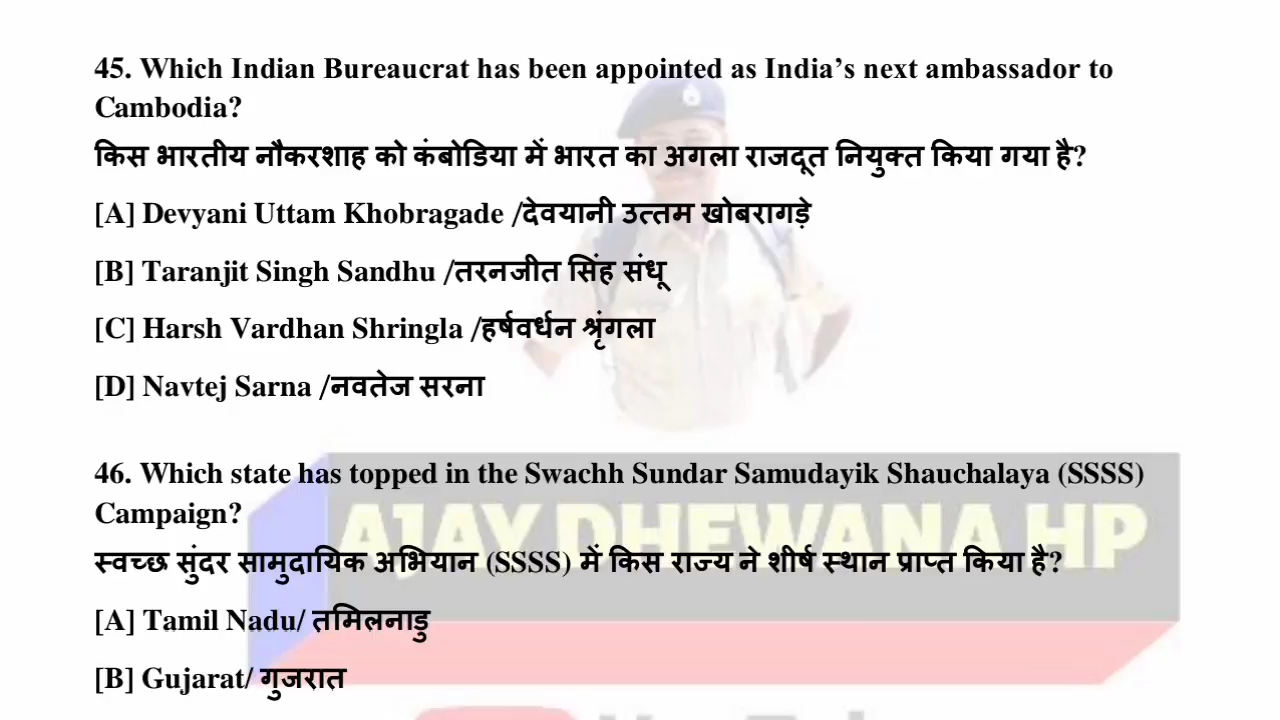 45. Which Indian Bureaucrat has been appointed as India’s next ambassador to
Cambodia?
किस भारतीय नौकरशाह को कंबोडिया में भारत का अगला राजदूत नियुक्त किया गया है?
[A] Devyani Uttam Khobragade /देवयानी उत्तम खोबरागड़े
[B] Taranjit Singh Sandhu /तरनजीत सिंह संधू
[C] Harsh Vardhan Shringla /हर्षवर्धन श्रृंगला
[D] Navtej Sarna /नवतेज सरना
46. Which state has topped in the Swachh Sundar Samudayik Shauchalaya (SSSS)
Campaign?
AJAY DHEWANA HP
स्वच्छ सुंदर सामुदायिक अभियान (SSSS) में किस राज्य ने शीर्ष स्थान प्राप्त किया है?
[A] Tamil Nadu/ तमिलनाडु
[B] Gujarat/ गुजरात